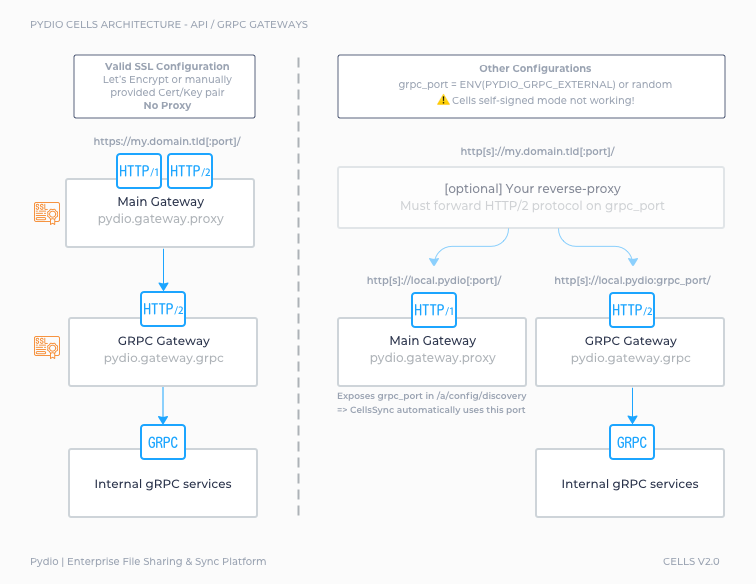 PYDIO CELLS ARCHITECTURE - API / GRPC GATEWAYS
Valid SSL Configuration
Let's Encrypt or manually
provided Cert/Key pair
No Proxy
https://my.domain.tld[:port]/
HTTP/1
HTTP/2
Main Gateway
pydio.gateway.proxy
HTTP/2
GRPC Gateway
pydio.gateway.grpc
GRPC
Internal gRPC services
Other Configurations
grpc_port = ENV(PYDIO_GRPC_EXTERNAL) or random
Cells self-signed mode not working!
http[s]://my.domain.tld[:port]/
[optional] Your reverse-proxy
Must forward HTTP/2 protocol on grpc_port
http[s]://local.pydio[:port]/
HTTP/1
Main Gateway
pydio.gateway.proxy
Exposes grpc_port in /a/config/discovery
=> CellsSync automatically uses this port
http[s]://local.pydio:grpc_port/
HTTP/2
GRPC Gateway
pydio.gateway.grpc
GRPC
Internal gRPC services
Pydio | Enterprise File Sharing & Sync Platform
CELLS V2.0